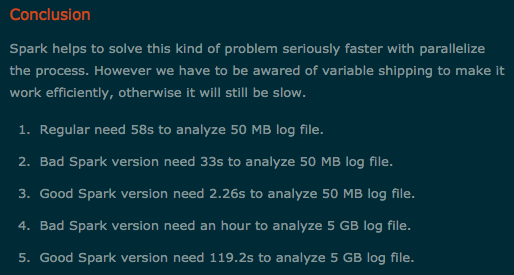 Conclusion
Spark helps to solve this kind of problem seriously faster with parallelize
the process. However we have to be awared of variable shipping to make it
work efficiently, otherwise it will still be slow.
1. Regular need 58s to analyze 50 MB log file.
2. Bad Spark version need 33s to analyze 50 MB log file.
3. Good Spark version need 2.26s to analyze 50 MB log file.
4. Bad Spark version need an hour to analyze 5 GB log file.
5. Good Spark version need 119.2s to analyze 5 GB log file.